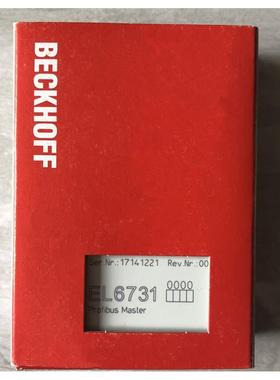 BECKHOFF
Ser.Nr.:17141221 Rev.Nr.:00
EL6731 0000
Profibus Master